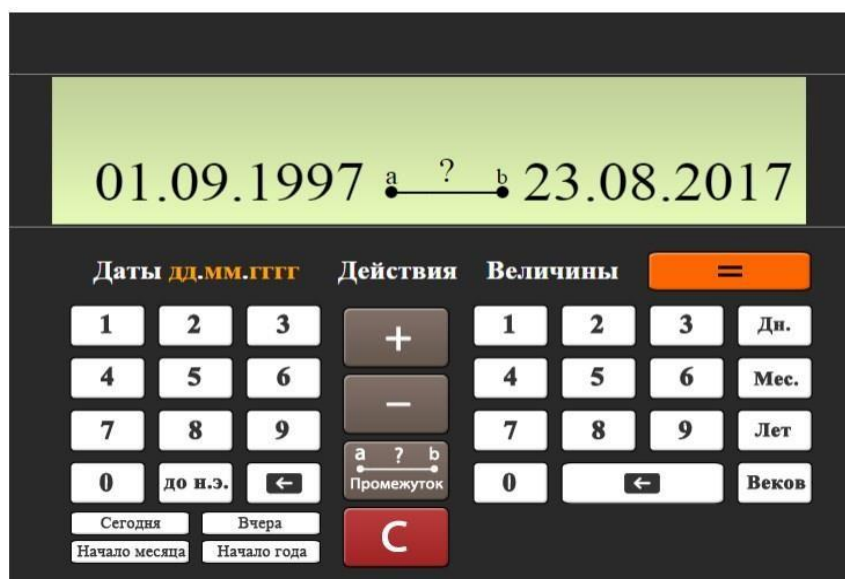 01.09.1997 a ? b 23.08.2017
Даты дд.мм.гггг Действия Величины =
1 2 3 + 1 2 3 Дн.
4 5 6 − 4 5 6 Мес.
7 8 9 a ? b 7 8 9 Лет
0 до н.э. ← Промежуток 0 ← Веков
Сегодня Вчера C
Начало месяца Начало года